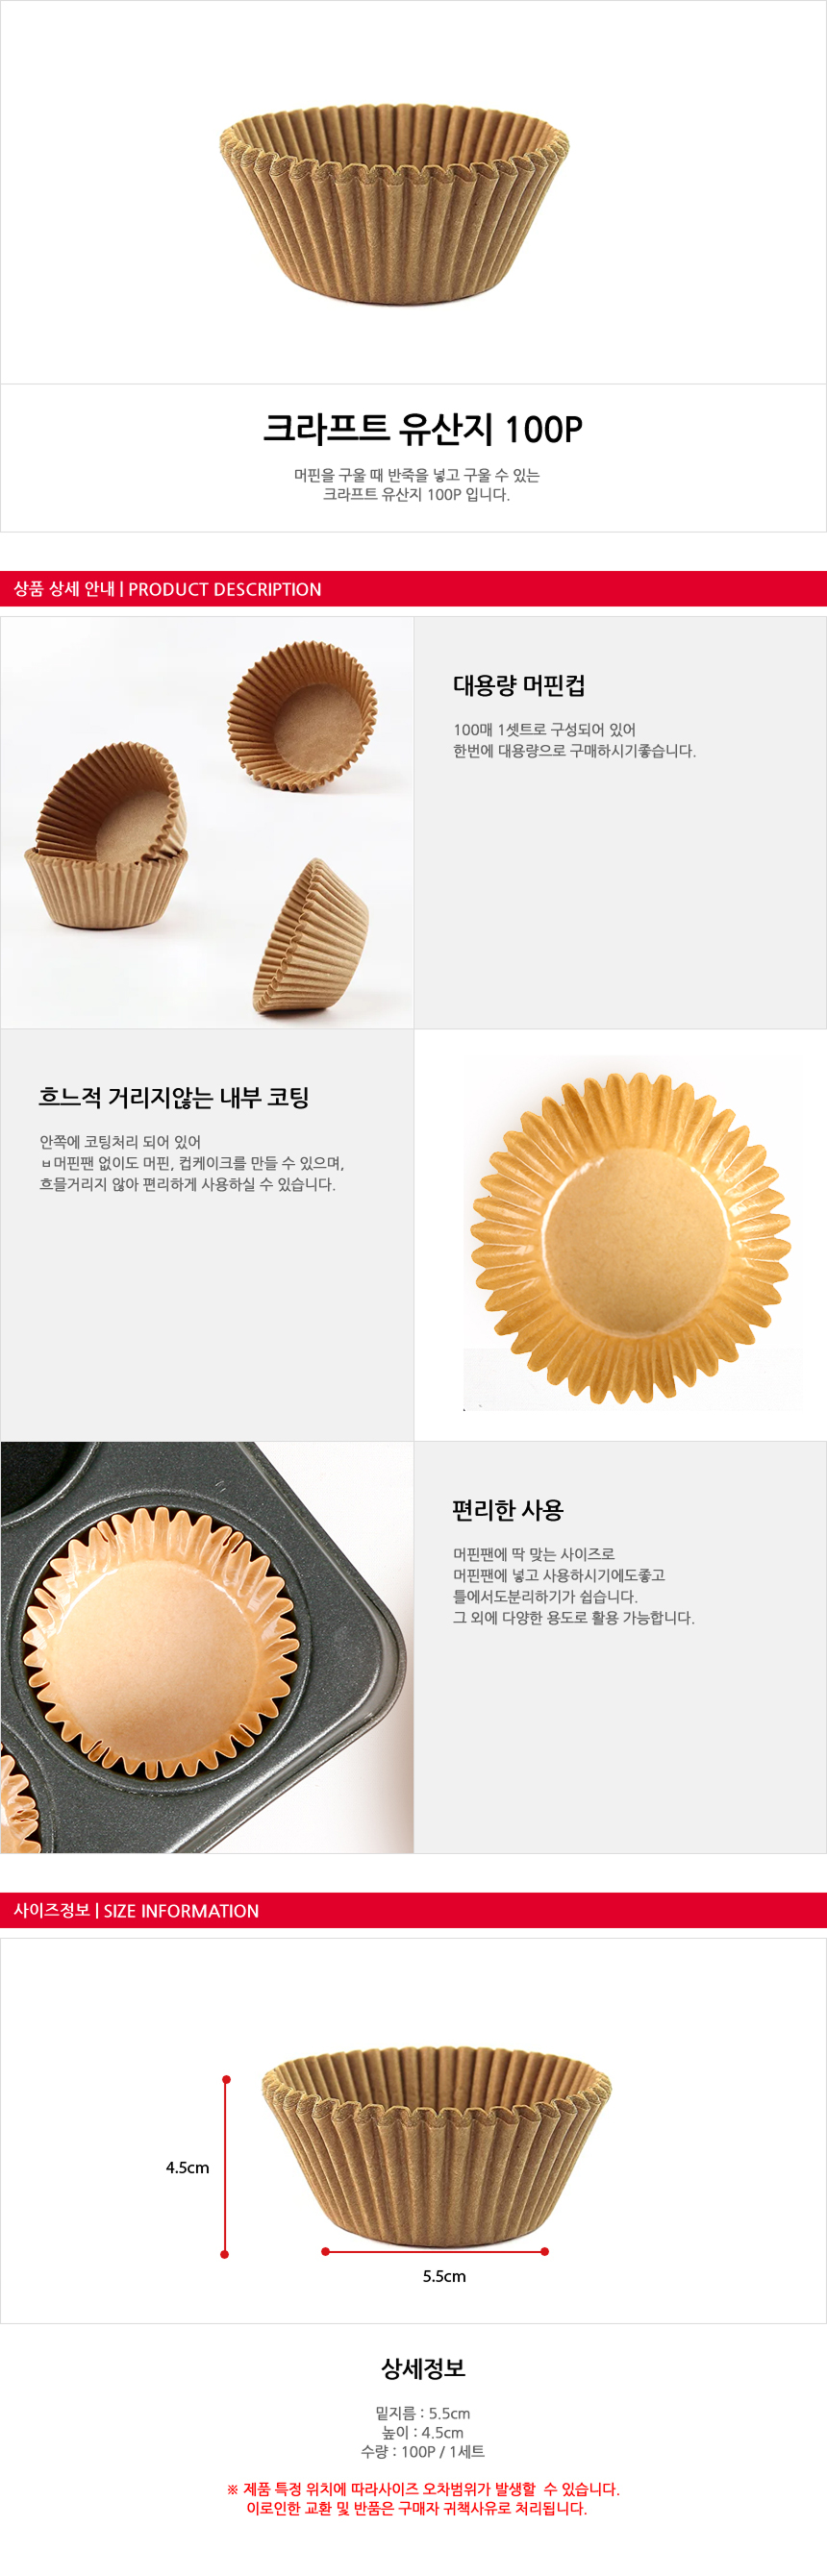 크라프트 유산지 100P
머핀을 구울 때 반죽을 넣고 구울 수 있는
크라프트 유산지 100P 입니다.
상품 상세 안내 | PRODUCT DESCRIPTION
대용량 머핀컵
100매 1셋트로 구성되어 있어
한번에 대용량으로 구매하시기좋습니다.
흐느적 거리지않는 내부 코팅
안쪽에 코팅처리 되어 있어
ㅂ머핀팬 없이도 머핀, 컵케이크를 만들 수 있으며,
흐믈거리지 않아 편리하게 사용하실 수 있습니다.
편리한 사용
머핀팬에 딱 맞는 사이즈로
머핀팬에 넣고 사용하시기에도좋고
틀에서도분리하기가 쉽습니다.
그 외에 다양한 용도로 활용 가능합니다.
사이즈정보 | SIZE INFORMATION
4.5cm
5.5cm
상세정보
밑지름 : 5.5cm
높이 : 4.5cm
수량 : 100P / 1세트
※ 제품 특정 위치에 따라사이즈 오차범위가 발생할 수 있습니다.
이로인한 교환 및 반품은 구매자 귀책사유로 처리됩니다.